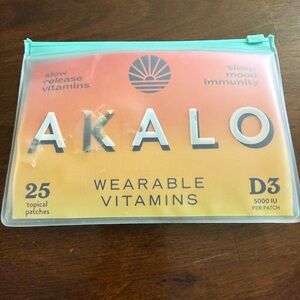 slow
release
vitamins
sleep
mood
immunity
AKALO
25
topical
patches
WEARABLE
VITAMINS
D3
5000 IU
PER PATCH